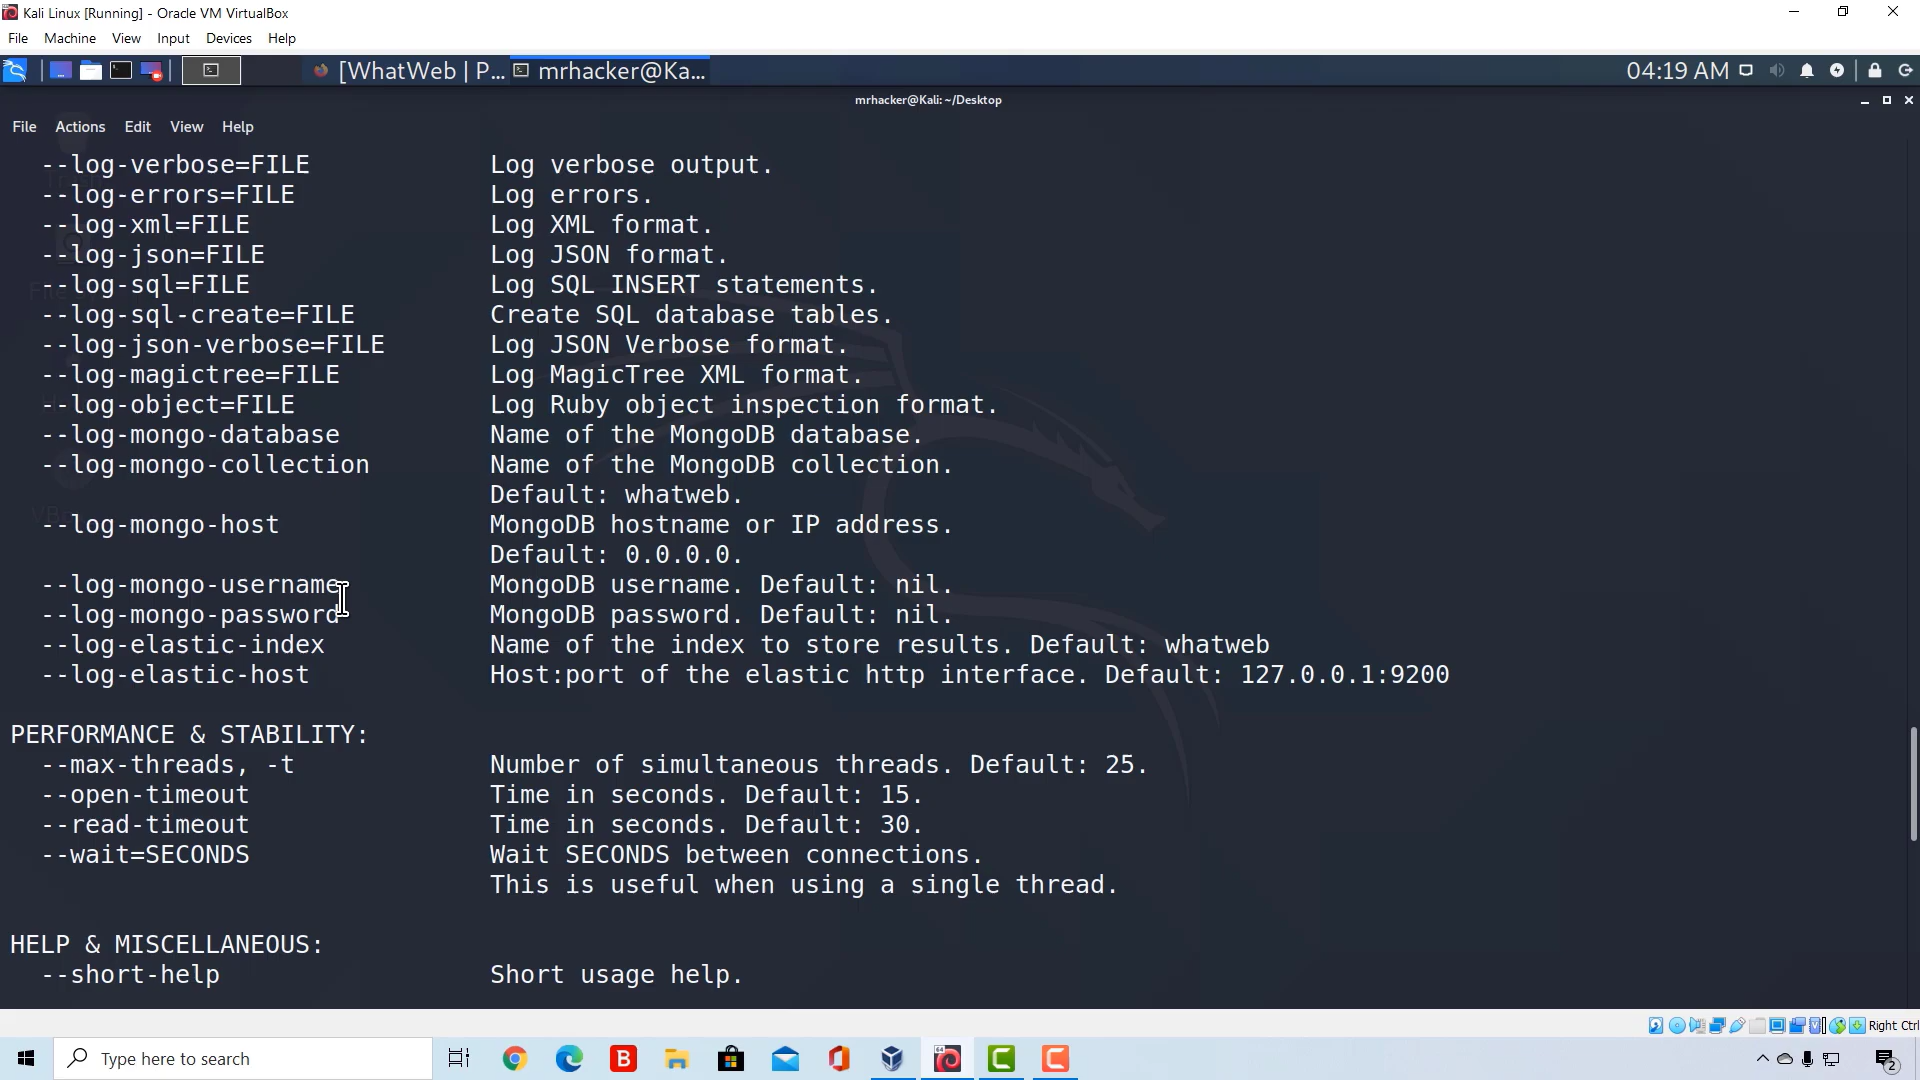 Kali Linux [Running] - Oracle VM VirtualBox
File Machine View Input Devices Help
[WhatWeb | P... mrhacker@Ka... 04:19 AM
mrhacker@Kali: ~/Desktop
File Actions Edit View Help
--log-verbose=FILE Log verbose output.
--log-errors=FILE Log errors.
--log-xml=FILE Log XML format.
--log-json=FILE Log JSON format.
--log-sql=FILE Log SQL INSERT statements.
--log-sql-create=FILE Create SQL database tables.
--log-json-verbose=FILE Log JSON Verbose format.
--log-magictree=FILE Log MagicTree XML format.
--log-object=FILE Log Ruby object inspection format.
--log-mongo-database Name of the MongoDB database.
--log-mongo-collection Name of the MongoDB collection.
Default: whatweb.
--log-mongo-host MongoDB hostname or IP address.
Default: 0.0.0.0.
--log-mongo-username MongoDB username. Default: nil.
--log-mongo-password MongoDB password. Default: nil.
--log-elastic-index Name of the index to store results. Default: whatweb
--log-elastic-host Host:port of the elastic http interface. Default: 127.0.0.1:9200
PERFORMANCE & STABILITY:
--max-threads, -t Number of simultaneous threads. Default: 25.
--open-timeout Time in seconds. Default: 15.
--read-timeout Time in seconds. Default: 30.
--wait=SECONDS Wait SECONDS between connections.
This is useful when using a single thread.
HELP & MISCELLANEOUS:
--short-help Short usage help.
Right Ctrl
Type here to search
B
C
C
2